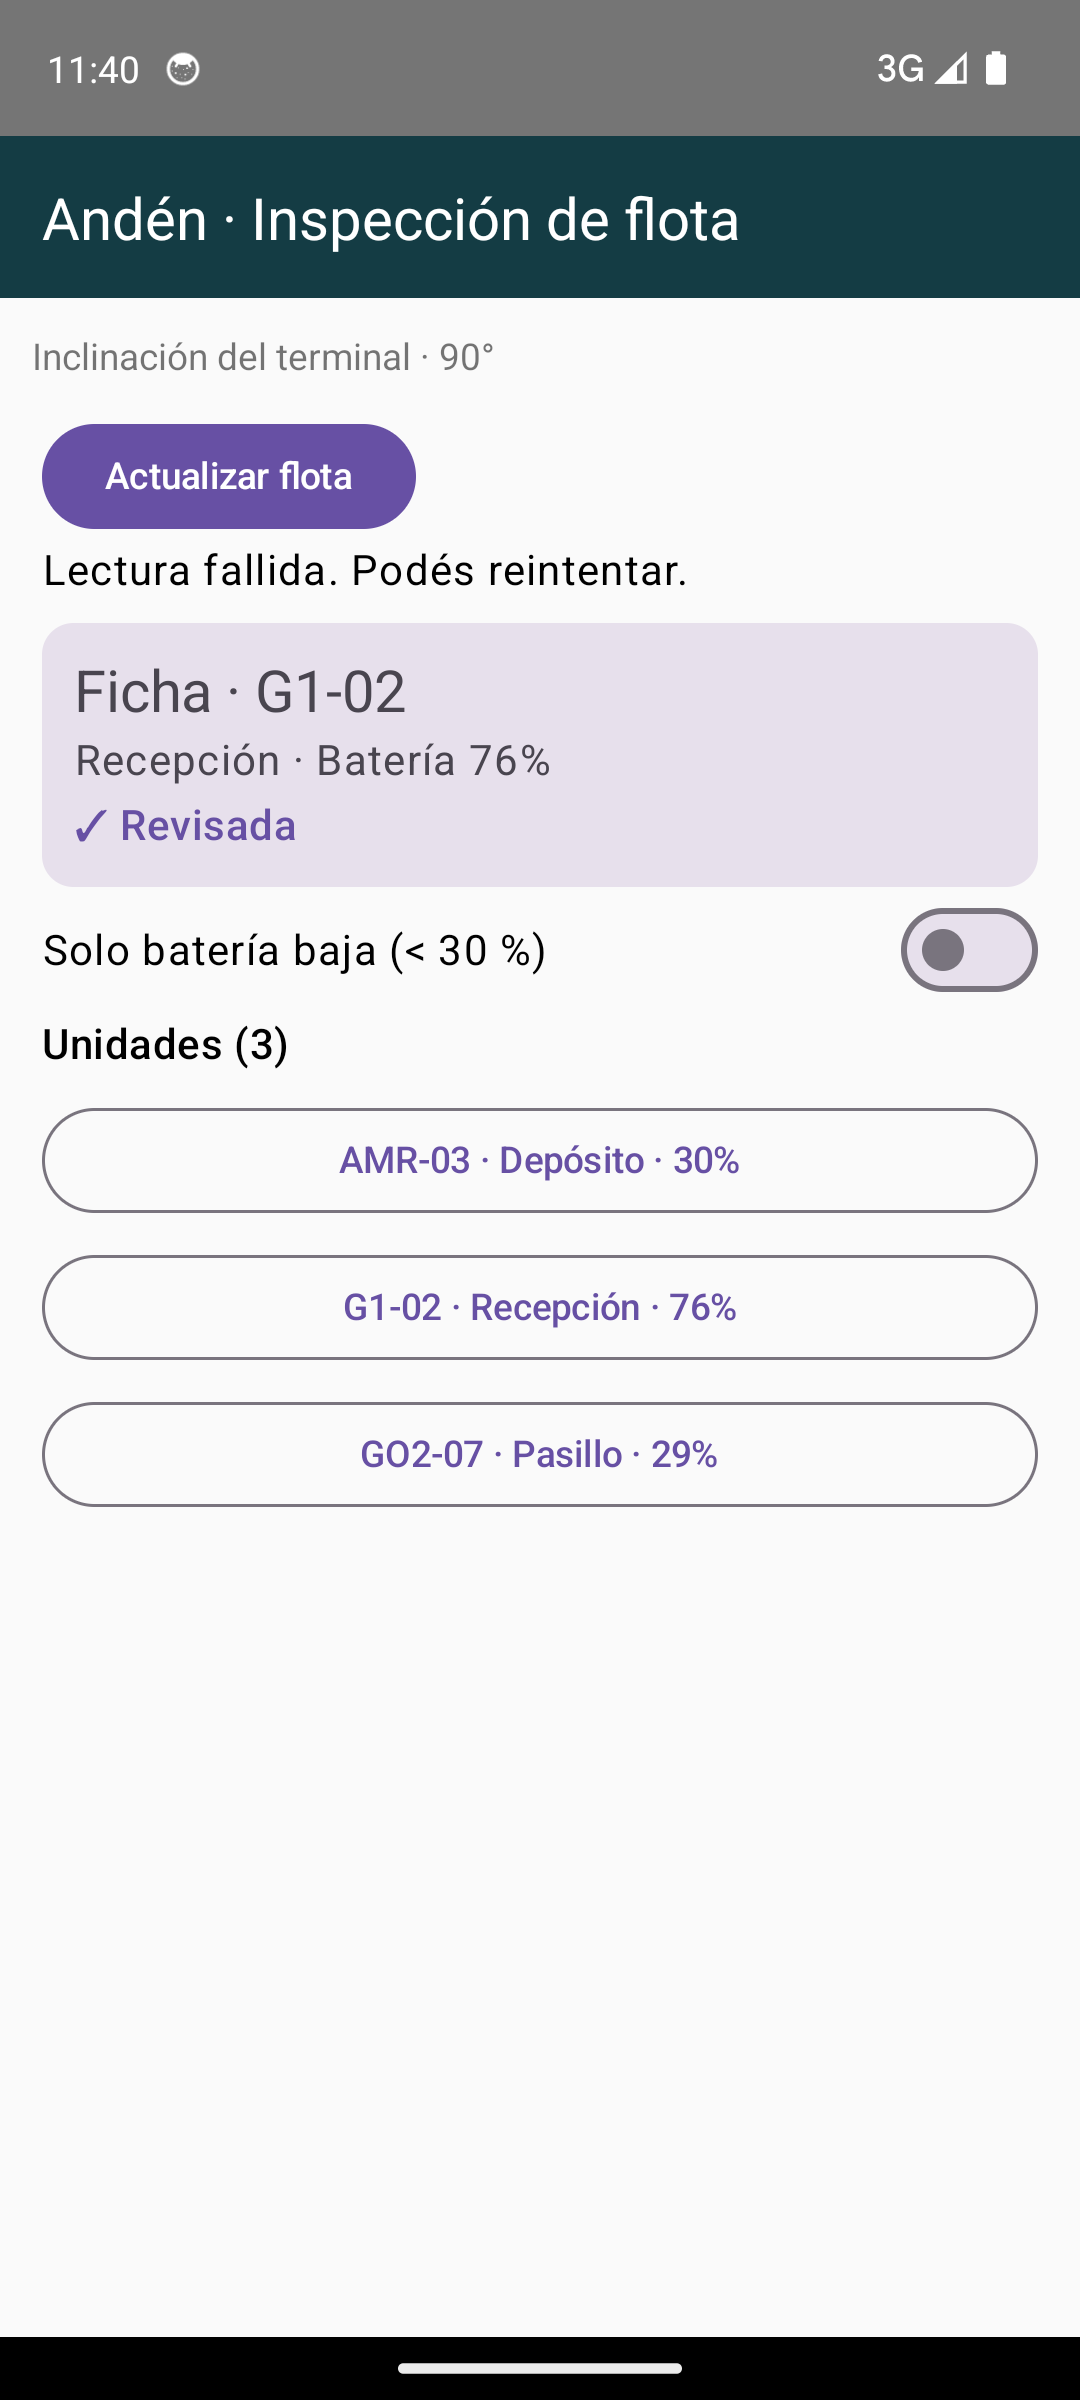 11:40 3G
Andén · Inspección de flota
Inclinación del terminal · 90°
Actualizar flota
Lectura fallida. Podés reintentar.
Ficha · G1-02
Recepción · Batería 76%
✓ Revisada
Solo batería baja (< 30 %)
Unidades (3)
AMR-03 · Depósito · 30%
G1-02 · Recepción · 76%
GO2-07 · Pasillo · 29%